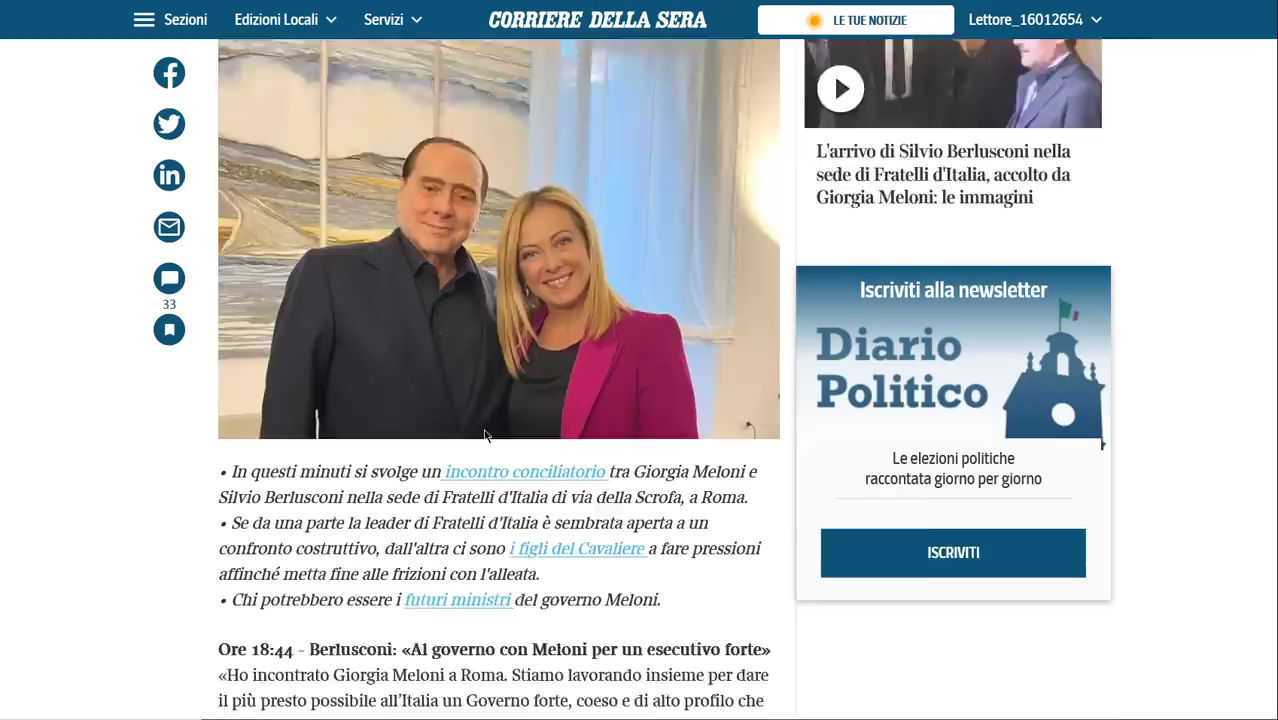 Sezioni
Edizioni Locali
Servizi
CORRIERE DELLA SERA
LE TUE NOTIZIE
Lettore_16012654
33
• In questi minuti si svolge un incontro conciliatorio tra Giorgia Meloni e
Silvio Berlusconi nella sede di Fratelli d'Italia di via della Scrofa, a Roma.
• Se da una parte la leader di Fratelli d'Italia è sembrata aperta a un
confronto costruttivo, dall'altra ci sono i figli del Cavaliere a fare pressioni
affinché metta fine alle frizioni con l'alleata.
• Chi potrebbero essere i futuri ministri del governo Meloni.
Ore 18:44 - Berlusconi: «Al governo con Meloni per un esecutivo forte»
«Ho incontrato Giorgia Meloni a Roma. Stiamo lavorando insieme per dare
il più presto possibile all'Italia un Governo forte, coeso e di alto profilo che
L'arrivo di Silvio Berlusconi nella
sede di Fratelli d'Italia, accolto da
Giorgia Meloni: le immagini
Iscriviti alla newsletter
Diario
Politico
Le elezioni politiche
raccontata giorno per giorno
ISCRIVITI